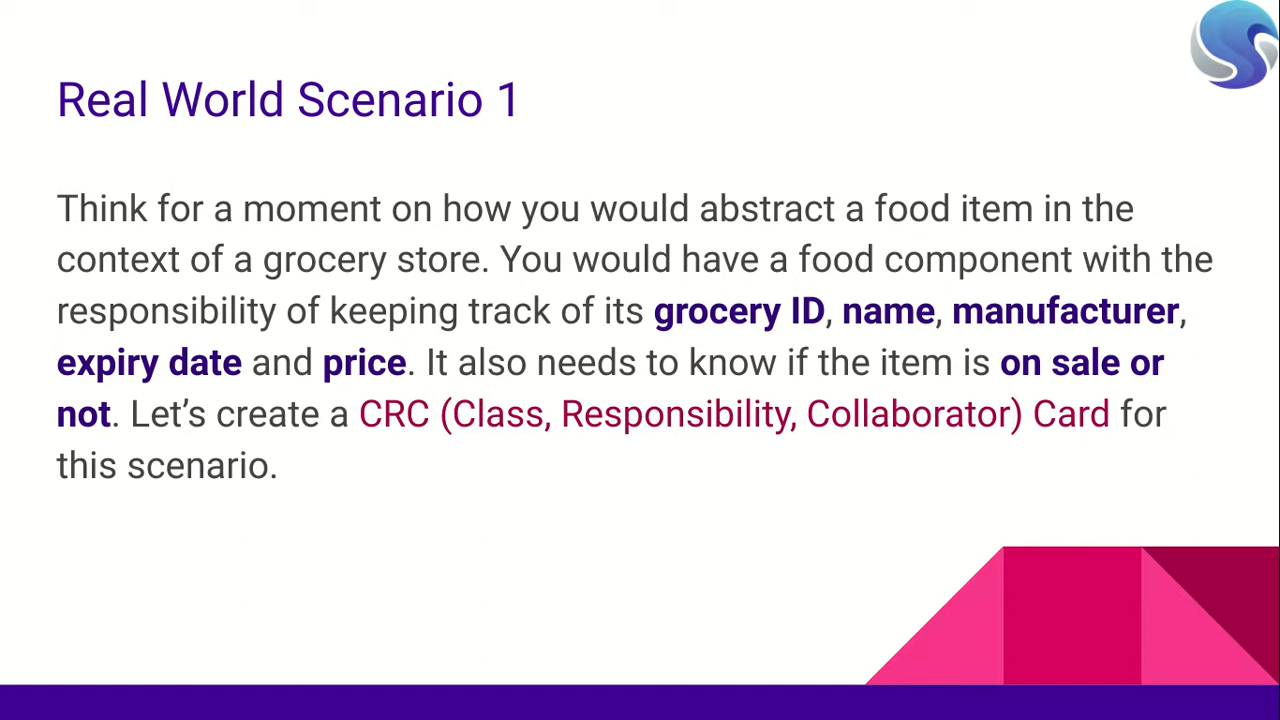 Real World Scenario 1
Think for a moment on how you would abstract a food item in the
context of a grocery store. You would have a food component with the
responsibility of keeping track of its grocery ID, name, manufacturer,
expiry date and price. It also needs to know if the item is on sale or
not. Let’s create a CRC (Class, Responsibility, Collaborator) Card for
this scenario.